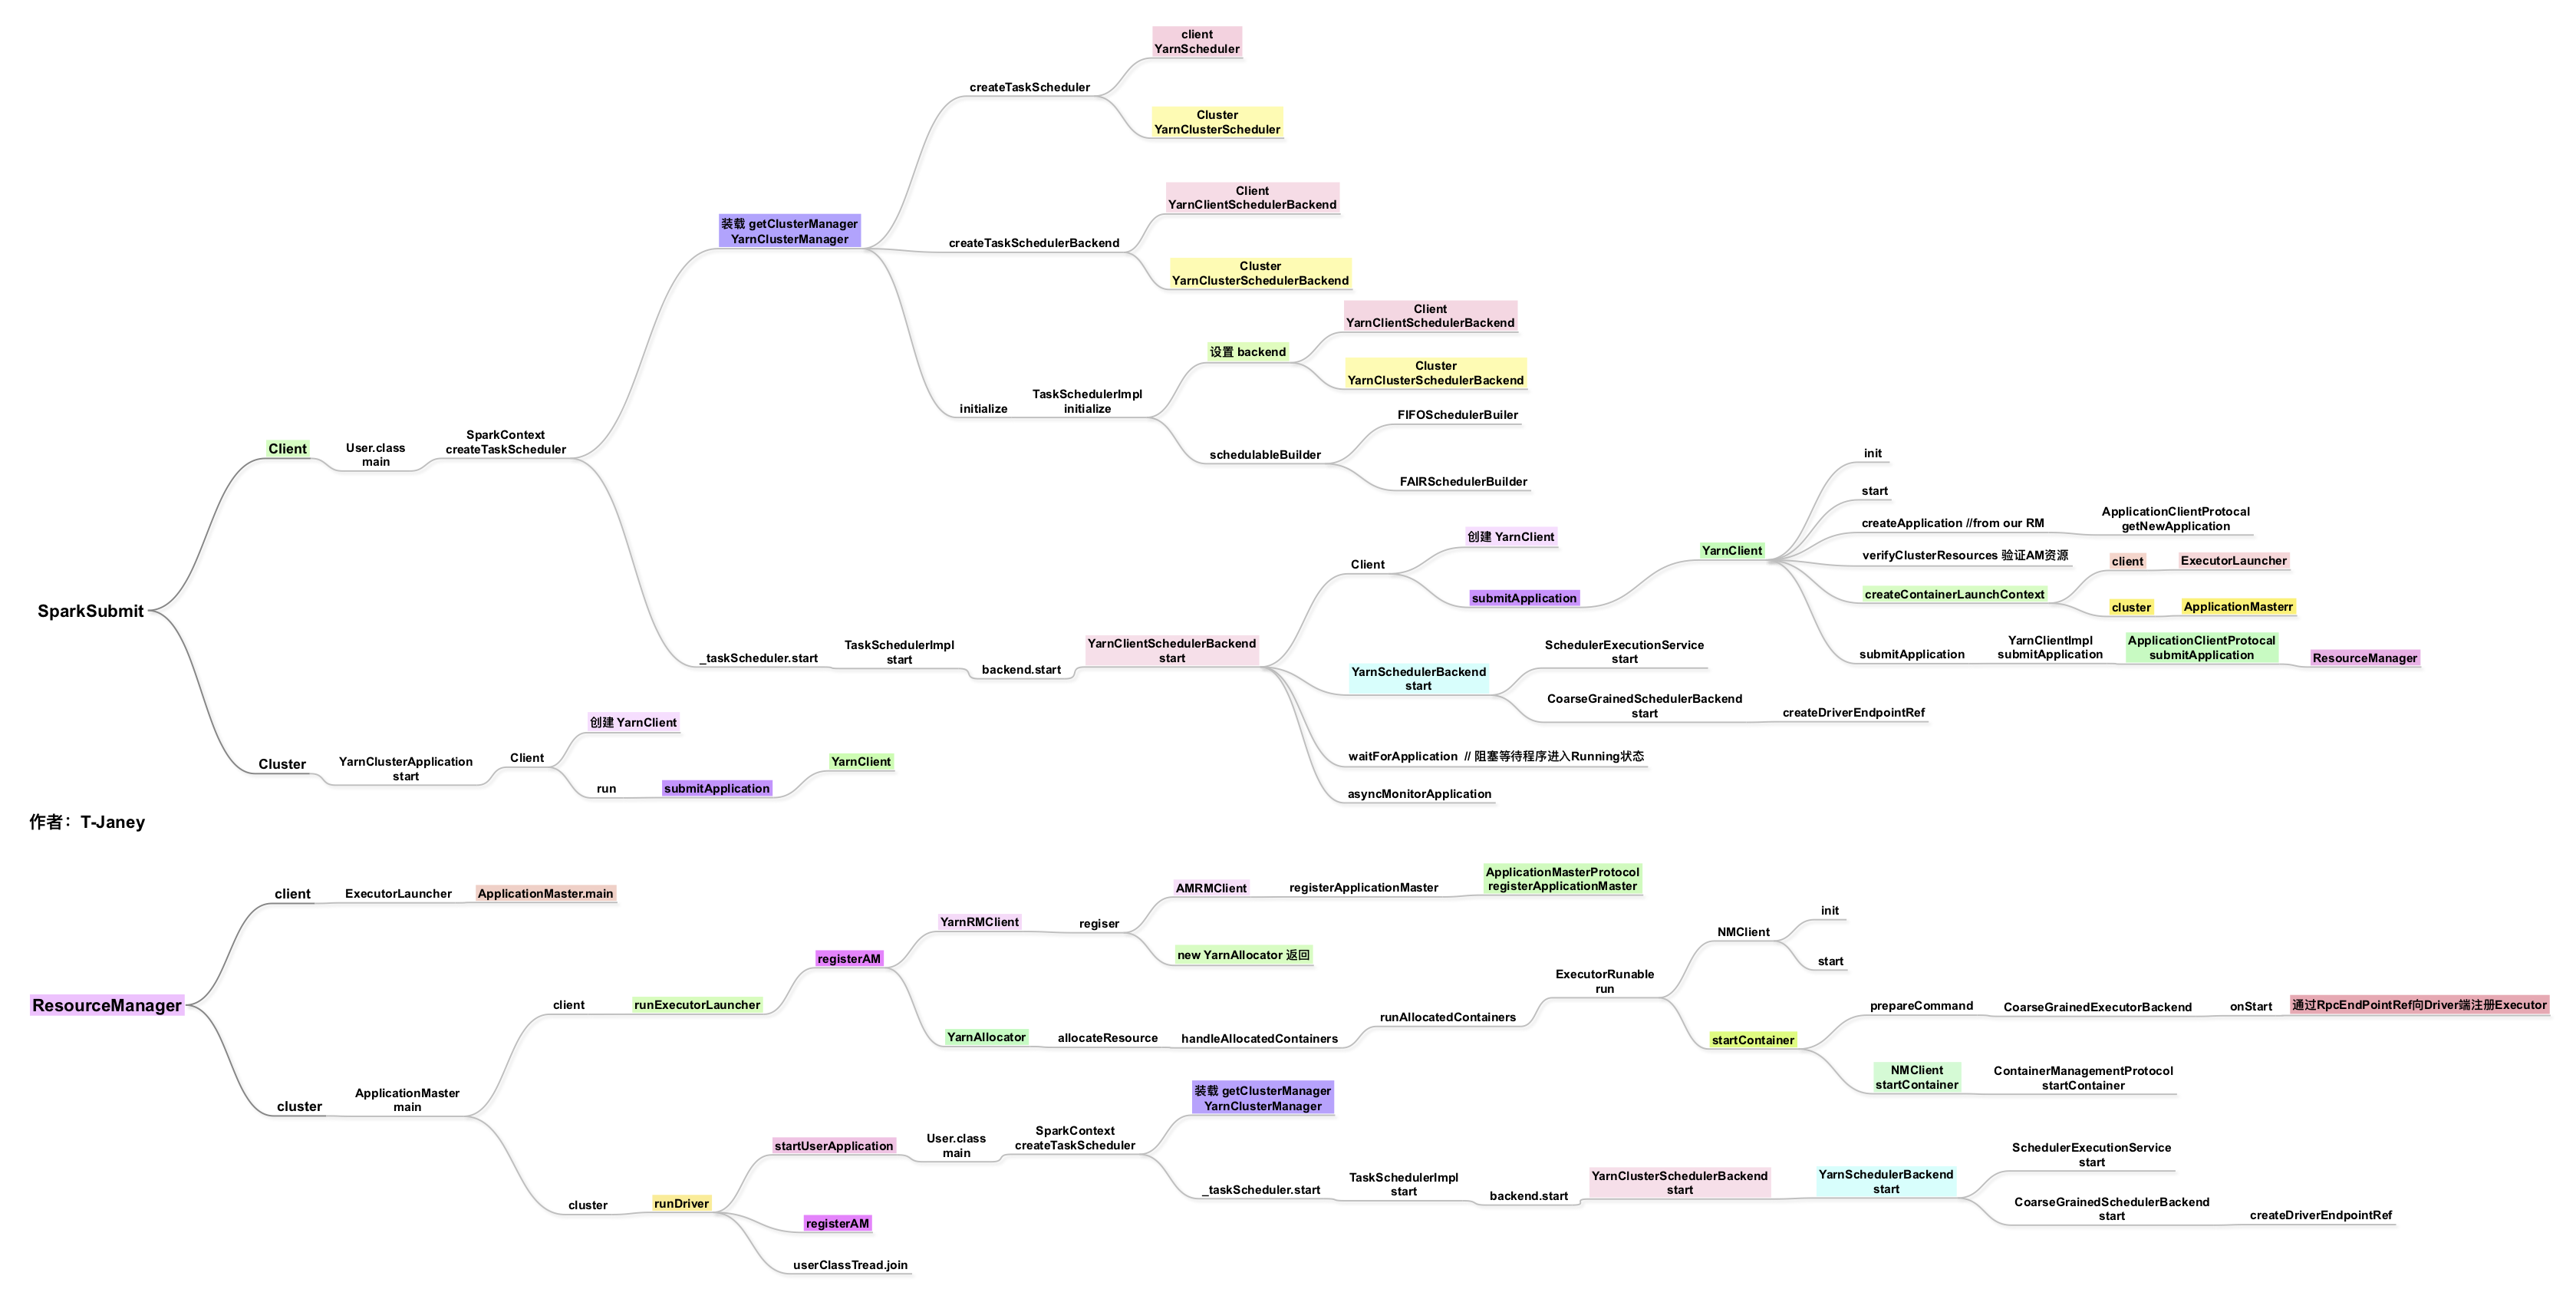 client
YarnScheduler
createTaskScheduler
Cluster
YarnClusterScheduler
Client
YarnClientSchedulerBackend
装载 getClusterManager
YarnClusterManager
createTaskSchedulerBackend
Cluster
YarnClusterSchedulerBackend
Client
YarnClientSchedulerBackend
设置 backend
Cluster
YarnClusterSchedulerBackend
initialize
TaskSchedulerImpl
initialize
FIFOSchedulerBuiler
schedulableBuilder
FAIRSchedulerBuilder
Client
User.class
main
SparkContext
createTaskScheduler
SparkSubmit
_taskScheduler.start
TaskSchedulerImpl
start
backend.start
YarnClientSchedulerBackend
start
Client
创建 YarnClient
submitApplication
YarnClient
init
start
createApplication //from our RM
ApplicationClientProtocal
getNewApplication
verifyClusterResources 验证AM资源
createContainerLaunchContext
client
ExecutorLauncher
cluster
ApplicationMasterr
submitApplication
YarnClientImpl
submitApplication
ApplicationClientProtocal
submitApplication
ResourceManager
YarnSchedulerBackend
start
SchedulerExecutionService
start
CoarseGrainedSchedulerBackend
start
createDriverEndpointRef
waitForApplication // 阻塞等待程序进入Running状态
asyncMonitorApplication
Cluster
YarnClusterApplication
start
Client
创建 YarnClient
run
submitApplication
YarnClient
作者：T-Janey
client
ExecutorLauncher
ApplicationMaster.main
ResourceManager
cluster
ApplicationMaster
main
client
runExecutorLauncher
registerAM
YarnRMClient
regiser
AMRMClient
registerApplicationMaster
ApplicationMasterProtocol
registerApplicationMaster
new YarnAllocator 返回
YarnAllocator
allocateResource
handleAllocatedContainers
runAllocatedContainers
ExecutorRunable
run
NMClient
init
start
startContainer
prepareCommand
CoarseGrainedExecutorBackend
onStart
通过RpcEndPointRef向Driver端注册Executor
NMClient
startContainer
ContainerManagementProtocol
startContainer
cluster
runDriver
startUserApplication
User.class
main
SparkContext
createTaskScheduler
装载 getClusterManager
YarnClusterManager
_taskScheduler.start
TaskSchedulerImpl
start
backend.start
YarnClusterSchedulerBackend
start
YarnSchedulerBackend
start
SchedulerExecutionService
start
CoarseGrainedSchedulerBackend
start
createDriverEndpointRef
registerAM
userClassTread.join